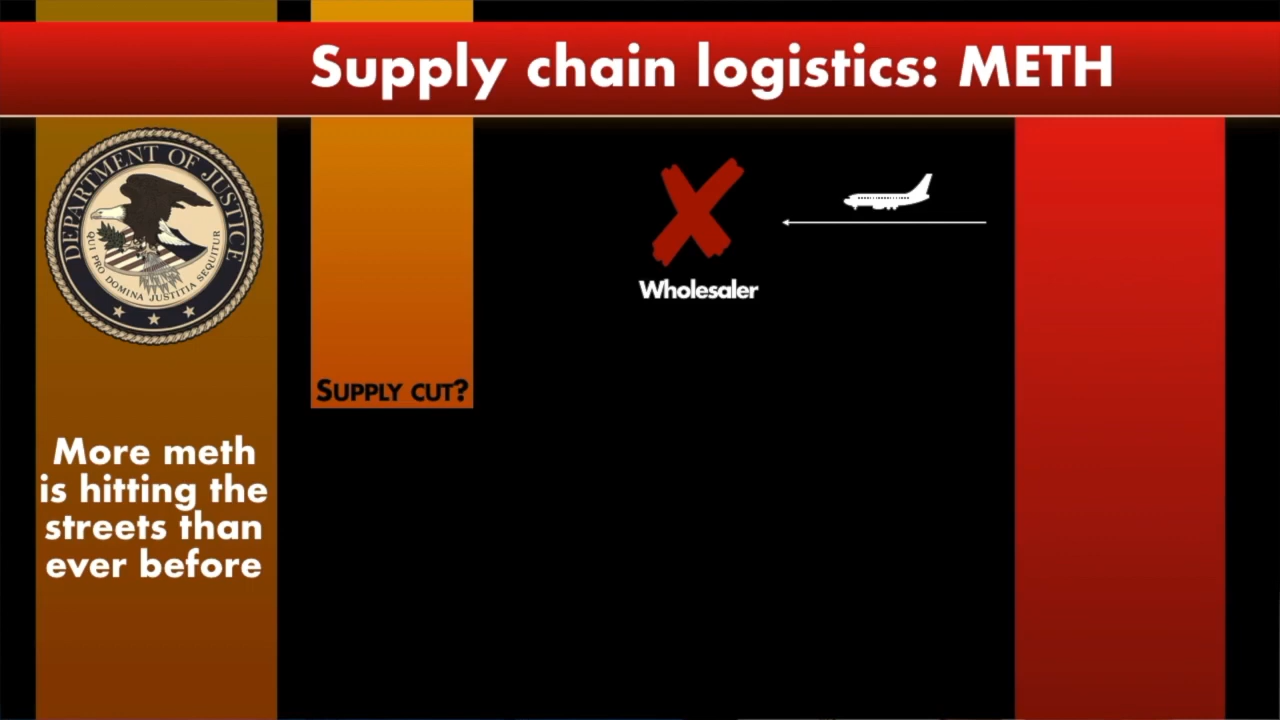 Supply chain logistics: METH
DEPARTMENT OF JUSTICE
QUI PRO DOMINA JUSTITIA SEQUITUR
Wholesaler
SUPPLY CUT?
More meth
is hitting the
streets than
ever before